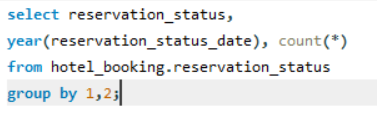 select reservation_status,
year(reservation_status_date), count(*)
from hotel_booking.reservation_status
group by 1,2;